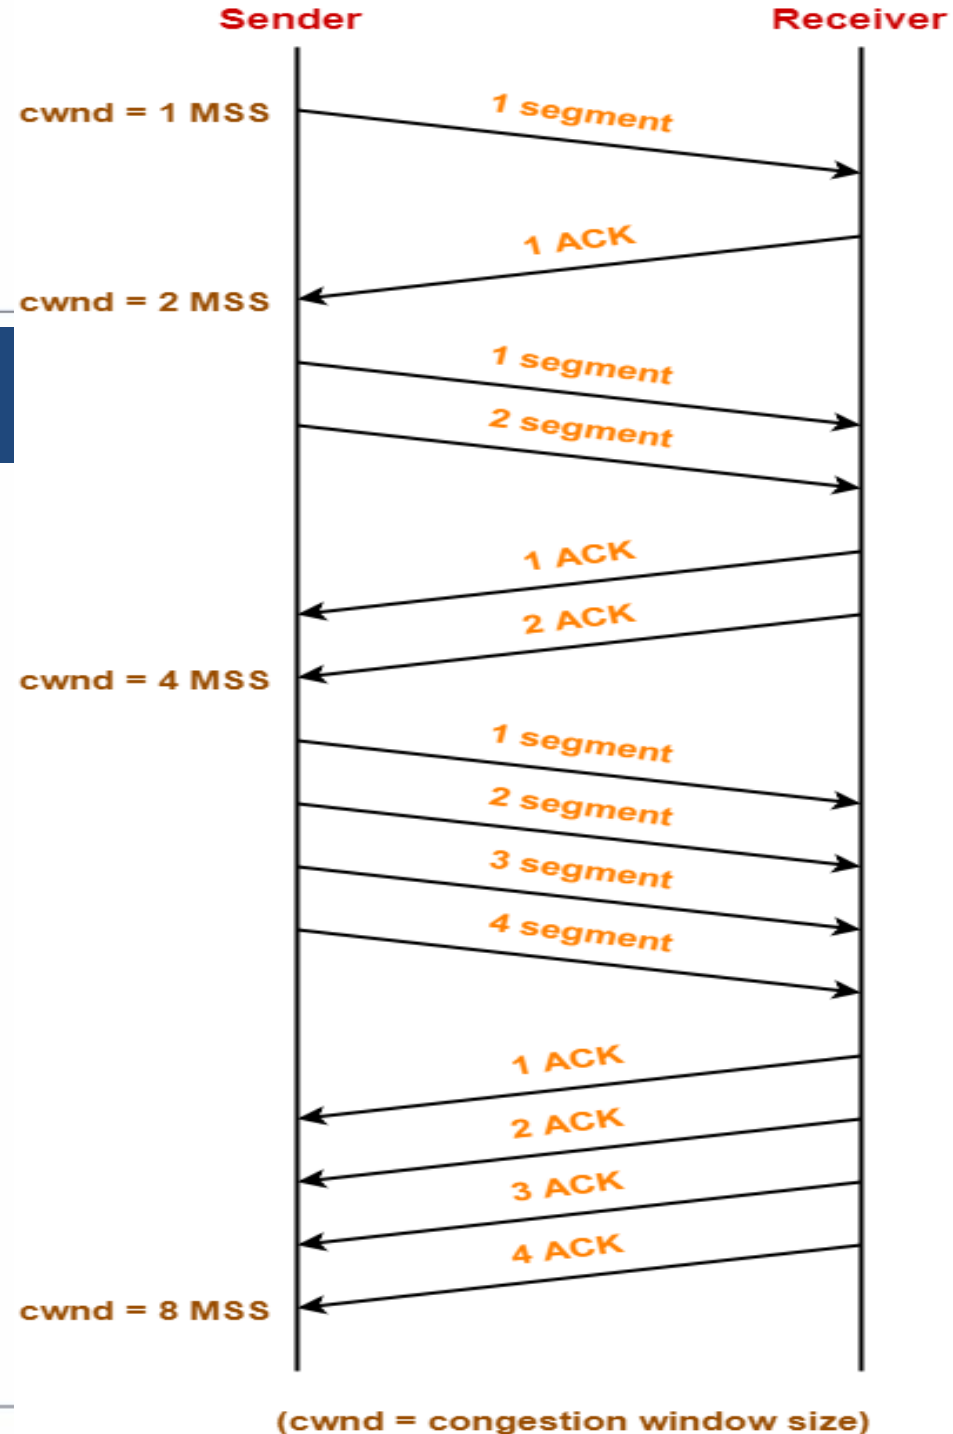 Sender
Receiver
cwnd = 1 MSS
1 segment
1 ACK
cwnd = 2 MSS
1 segment
2 segment
1 ACK
2 ACK
cwnd = 4 MSS
1 segment
2 segment
3 segment
4 segment
1 ACK
2 ACK
3 ACK
4 ACK
cwnd = 8 MSS
(cwnd = congestion window size)